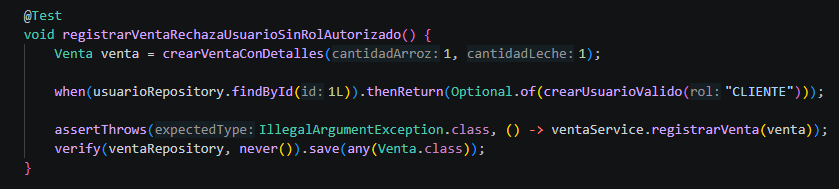 @Test
void registrarVentaRechazaUsuarioSinRolAutorizado() {
Venta venta = crearVentaConDetalles(cantidadArroz: 1, cantidadLeche: 1);
when(usuarioRepository.findById(id: 1L)).thenReturn(Optional.of(crearUsuarioValido(rol: "CLIENTE")));
assertThrows(expectedType: IllegalArgumentException.class, () -> ventaService.registrarVenta(venta));
verify(ventaRepository, never()).save(any(Venta.class));
}